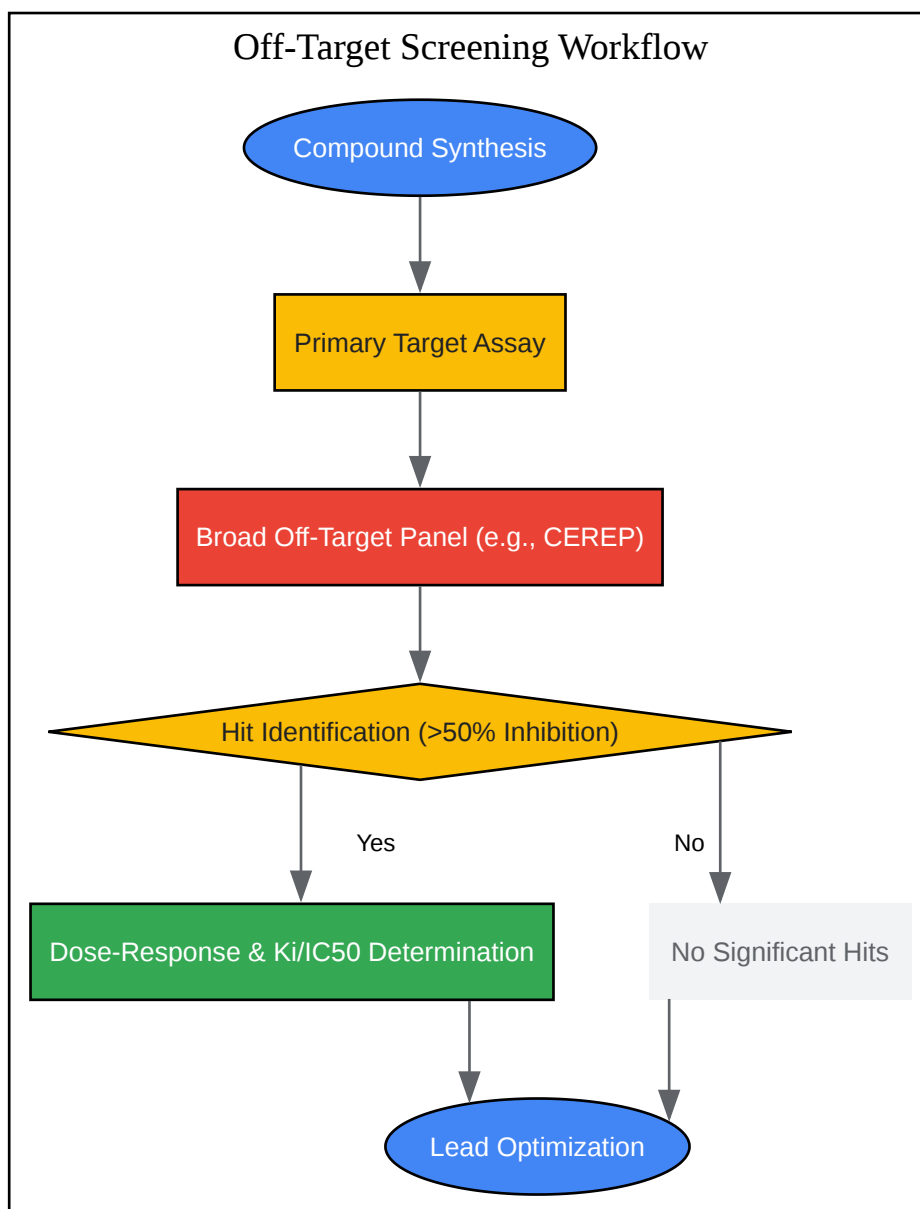 Off-Target Screening Workflow
Compound Synthesis
Primary Target Assay
Broad Off-Target Panel (e.g., CEREP)
Hit Identification (>50% Inhibition)
Yes
No
Dose-Response & Ki/IC50 Determination
No Significant Hits
Lead Optimization